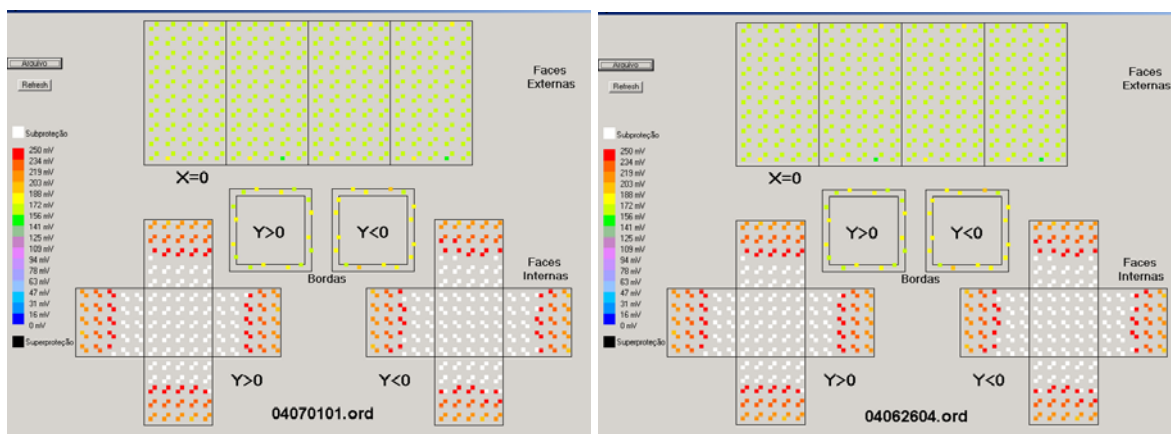 Arquivo
Refresh
Faces
Externas
Subproteção
250 mV
234 mV
219 mV
203 mV
188 mV
172 mV
156 mV
141 mV
125 mV
109 mV
94 mV
78 mV
63 mV
47 mV
31 mV
16 mV
0 mV
Superproteção
X=0
Y>0
Y<0
Bordas
Faces
Internas
Y>0
Y<0
04070101.ord
Arquivo
Refresh
Faces
Externas
Subproteção
250 mV
234 mV
219 mV
203 mV
188 mV
172 mV
156 mV
141 mV
125 mV
109 mV
94 mV
78 mV
63 mV
47 mV
31 mV
16 mV
0 mV
Superproteção
X=0
Y>0
Y<0
Bordas
Faces
Internas
Y>0
Y<0
04062604.ord